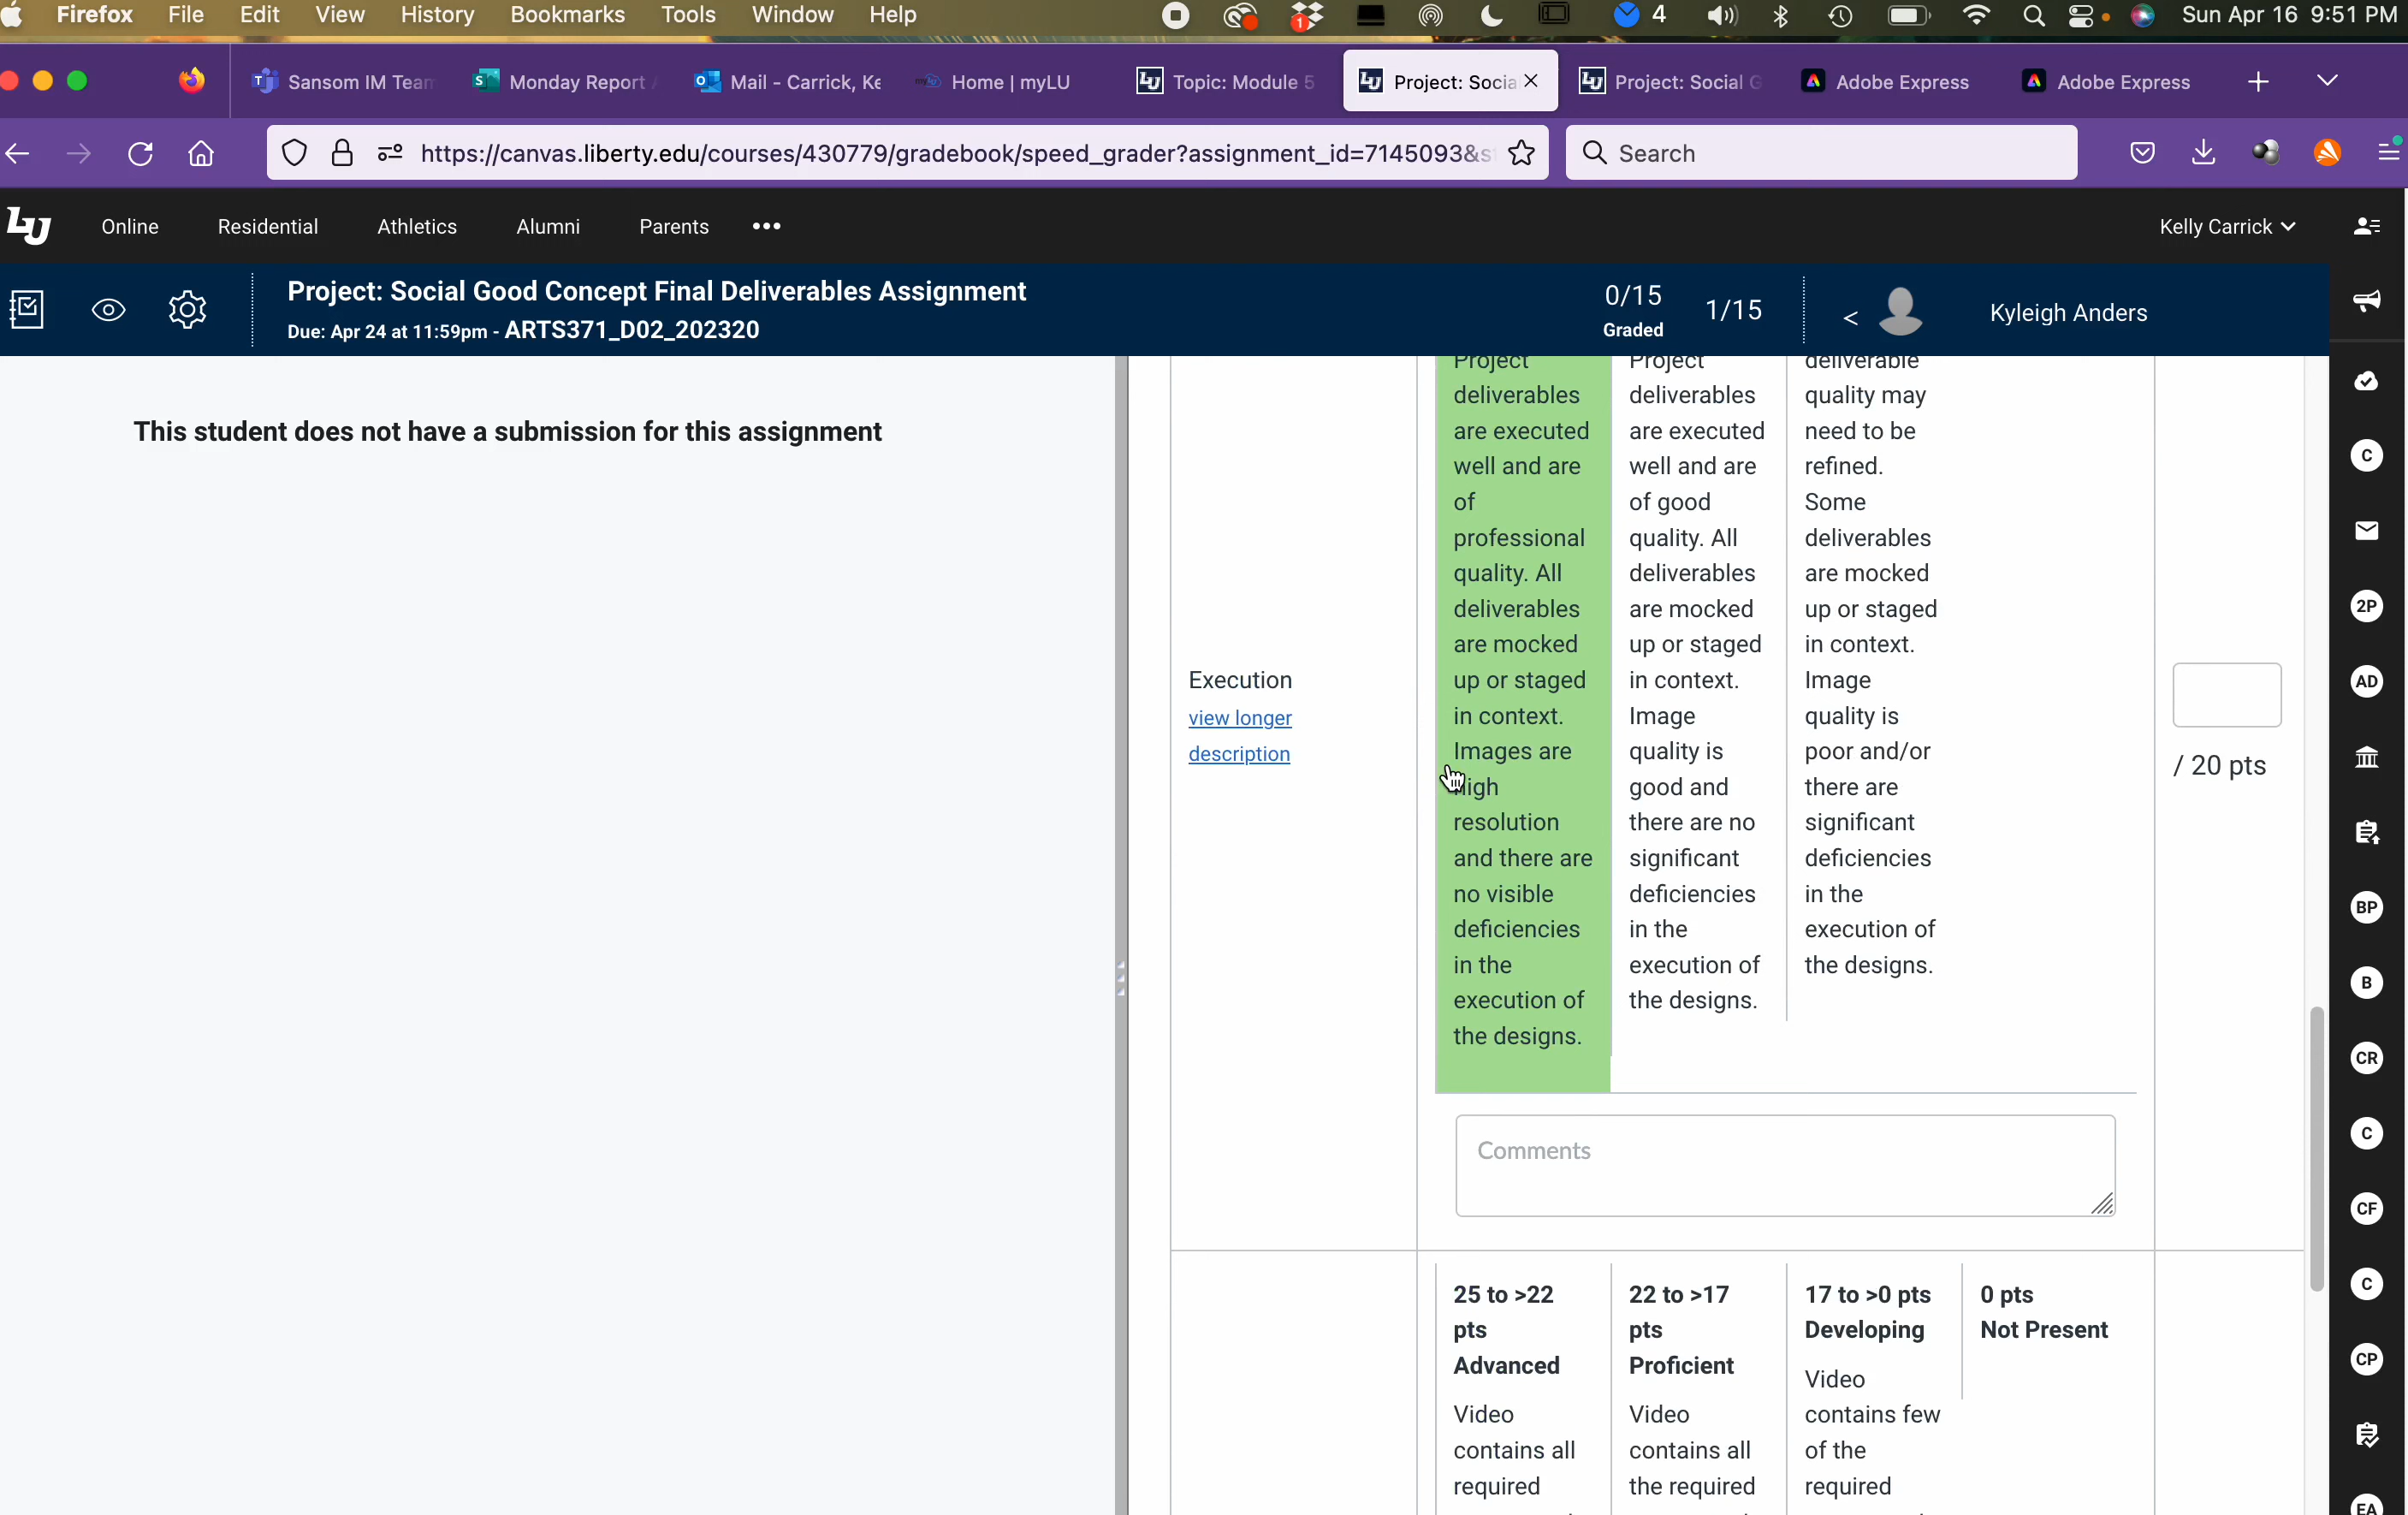 Firefox File Edit View History Bookmarks Tools Window Help 1 4 Sun Apr 16 9:51 PM
Sansom IM Team Monday Report Mail - Carrick, Ke Home | myLU Topic: Module 5 Project: Socia Project: Social G Adobe Express Adobe Express
https://canvas.liberty.edu/courses/430779/gradebook/speed_grader?assignment_id=7145093&s Search
LU Online Residential Athletics Alumni Parents ••• Kelly Carrick
Project: Social Good Concept Final Deliverables Assignment
Due: Apr 24 at 11:59pm - ARTS371_D02_202320
0/15
Graded
1/15
Kyleigh Anders
This student does not have a submission for this assignment
Execution
view longer
description
Project
deliverables
are executed
well and are
of
professional
quality. All
deliverables
are mocked
up or staged
in context.
Images are
high
resolution
and there are
no visible
deficiencies
in the
execution of
the designs.
Project
deliverables
are executed
well and are
of good
quality. All
deliverables
are mocked
up or staged
in context.
Image
quality is
good and
there are no
significant
deficiencies
in the
execution of
the designs.
deliverable
quality may
need to be
refined.
Some
deliverables
are mocked
up or staged
in context.
Image
quality is
poor and/or
there are
significant
deficiencies
in the
execution of
the designs.
/ 20 pts
Comments
25 to >22
pts
Advanced
Video
contains all
required
22 to >17
pts
Proficient
Video
contains all
the required
17 to >0 pts
Developing
Video
contains few
of the
required
0 pts
Not Present
C
2P
AD
BP
B
CR
C
CF
C
CP
EA